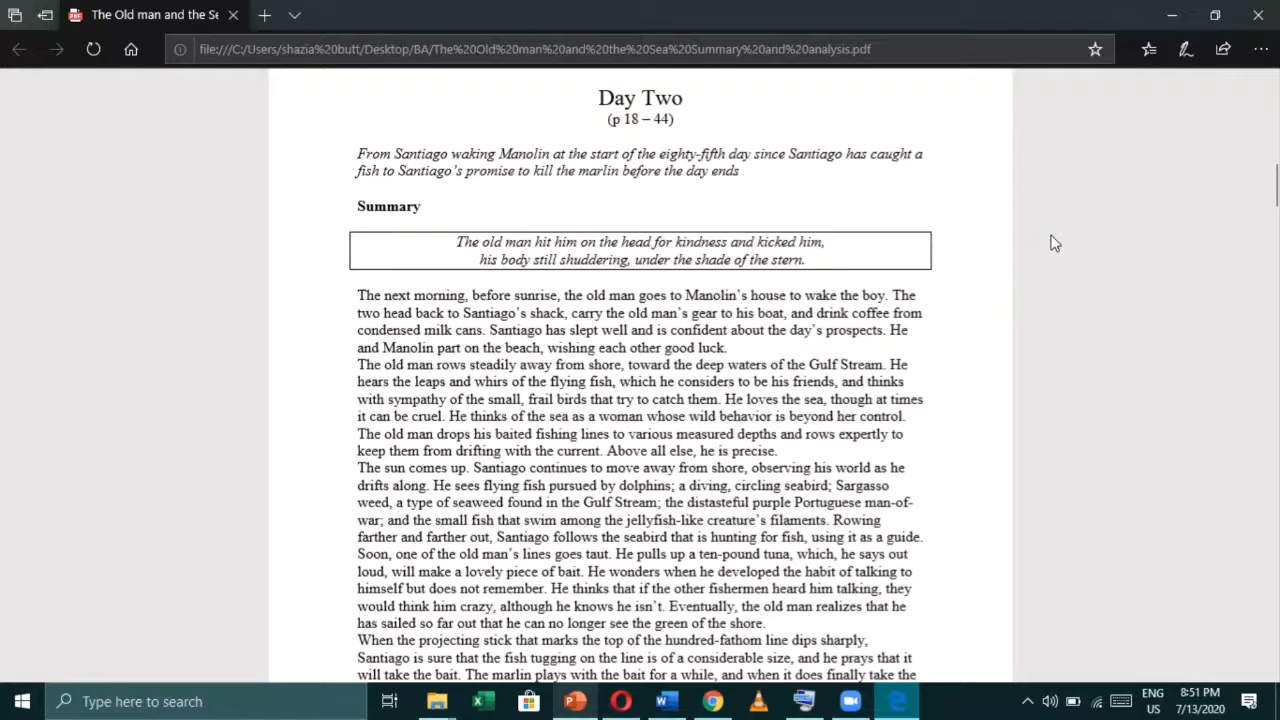 The Old man and the Se
file:///C:/Users/shazia%20butt/Desktop/BA/The%20Old%20man%20and%20the%20Sea%20Summary%20and%20analysis.pdf
Day Two
(p 18 – 44)
From Santiago waking Manolin at the start of the eighty-fifth day since Santiago has caught a
fish to Santiago's promise to kill the marlin before the day ends
Summary
The old man hit him on the head for kindness and kicked him,
his body still shuddering, under the shade of the stern.
The next morning, before sunrise, the old man goes to Manolin's house to wake the boy. The
two head back to Santiago's shack, carry the old man's gear to his boat, and drink coffee from
condensed milk cans. Santiago has slept well and is confident about the day's prospects. He
and Manolin part on the beach, wishing each other good luck.
The old man rows steadily away from shore, toward the deep waters of the Gulf Stream. He
hears the leaps and whirs of the flying fish, which he considers to be his friends, and thinks
with sympathy of the small, frail birds that try to catch them. He loves the sea, though at times
it can be cruel. He thinks of the sea as a woman whose wild behavior is beyond her control.
The old man drops his baited fishing lines to various measured depths and rows expertly to
keep them from drifting with the current. Above all else, he is precise.
The sun comes up. Santiago continues to move away from shore, observing his world as he
drifts along. He sees flying fish pursued by dolphins; a diving, circling seabird; Sargasso
weed, a type of seaweed found in the Gulf Stream; the distasteful purple Portuguese man-of-
war; and the small fish that swim among the jellyfish-like creature's filaments. Rowing
farther and farther out, Santiago follows the seabird that is hunting for fish, using it as a guide.
Soon, one of the old man's lines goes taut. He pulls up a ten-pound tuna, which, he says out
loud, will make a lovely piece of bait. He wonders when he developed the habit of talking to
himself but does not remember. He thinks that if the other fishermen heard him talking, they
would think him crazy, although he knows he isn't. Eventually, the old man realizes that he
has sailed so far out that he can no longer see the green of the shore.
When the projecting stick that marks the top of the hundred-fathom line dips sharply,
Santiago is sure that the fish tugging on the line is of a considerable size, and he prays that it
will take the bait. The marlin plays with the bait for a while, and when it does finally take the
Type here to search
ENG
US
8:51 PM
7/13/2020